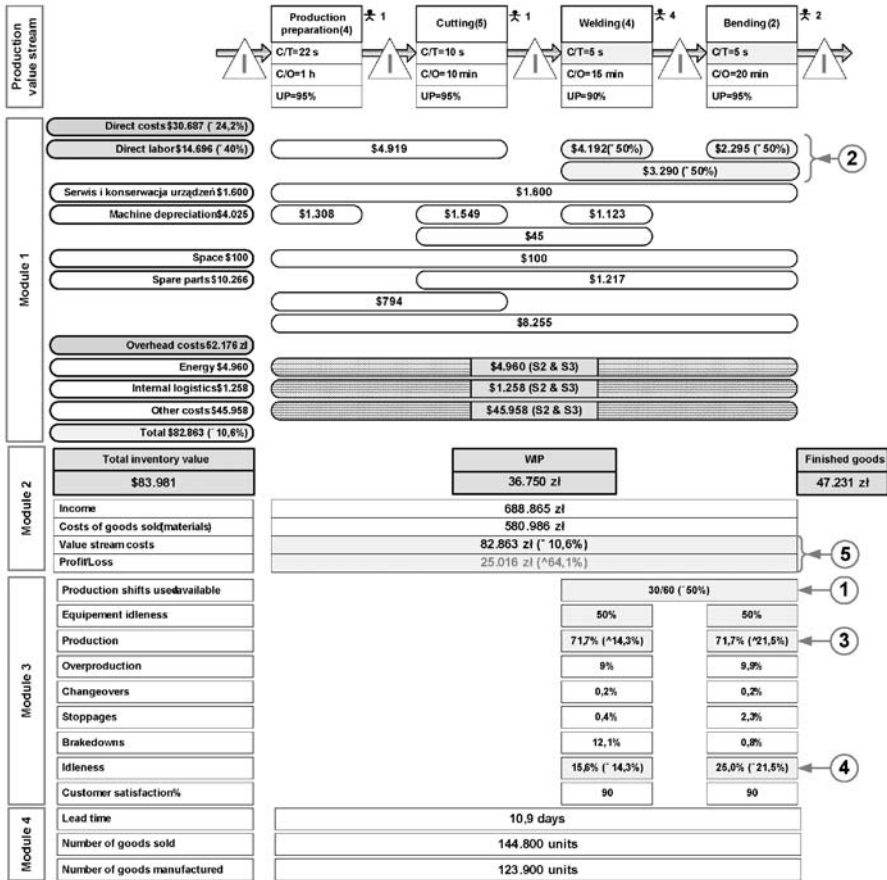 Production value stream
Production preparation(4)
1
Cutting(5)
1
Welding(4)
4
Bending(2)
2
I
I
I
I
I
C/T=22 s
C/T=10 s
C/T=5 s
C/T=5 s
C/O=1 h
C/O=10 min
C/O=15 min
C/O=20 min
UP=95%
UP=95%
UP=90%
UP=95%
Module 1
Direct costs$30.687 (ˉ 24,2%)
Direct labor$14.696 (ˉ40%)
$4.919
$4.192(ˉ50%)
$2.295 (ˉ50%)
2
$3.290 (ˉ50%)
Serwis i konserwacja urządzeń $1.600
$1.600
Machine depreciation$4.025
$1.308
$1.549
$1.123
$45
Space $100
$100
Spare parts $10.266
$1.217
$794
$8.255
Overhead costs52.176 zł
Energy $4.960
$4.960 (S2 & S3)
Internal logistics$1.258
$1.258 (S2 & S3)
Other costs$45.958
$45.958 (S2 & S3)
Total $82.863 (ˉ10,6%)
Module 2
Total inventory value
WIP
Finished goods
$83.981
36.750 zł
47.231 zł
Income
688.865 zł
Costs of goods sold(materials)
580.986 zł
Value stream costs
82.863 zł (ˉ10,6%)
Profit/Loss
25.016 zł (^64,1%)
5
Module 3
Production shifts used/available
30/60 (ˉ50%)
1
Equipement idleness
50%
50%
Production
71,7% (^14,3%)
71,7% (^21,5%)
3
Overproduction
9%
9,9%
Changeovers
0,2%
0,2%
Stoppages
0,4%
2,3%
Brakedowns
12,1%
0,8%
Idleness
15,6% (ˉ14,3%)
25,0% (ˉ21,5%)
4
Customer satisfaction%
90
90
Module 4
Lead time
10,9 days
Number of goods sold
144.800 units
Number of goods manufactured
123.900 units